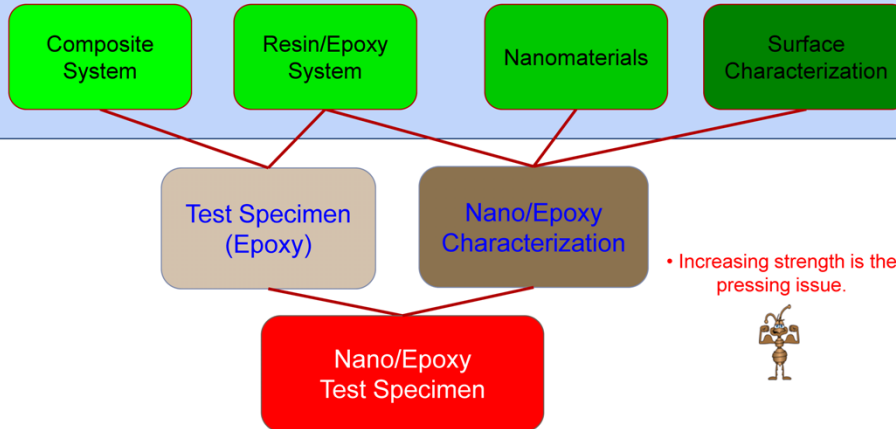 Composite
System
Resin/Epoxy
System
Nanomaterials
Surface
Characterization
Test Specimen
(Epoxy)
Nano/Epoxy
Characterization
• Increasing strength is the
pressing issue.
Nano/Epoxy
Test Specimen